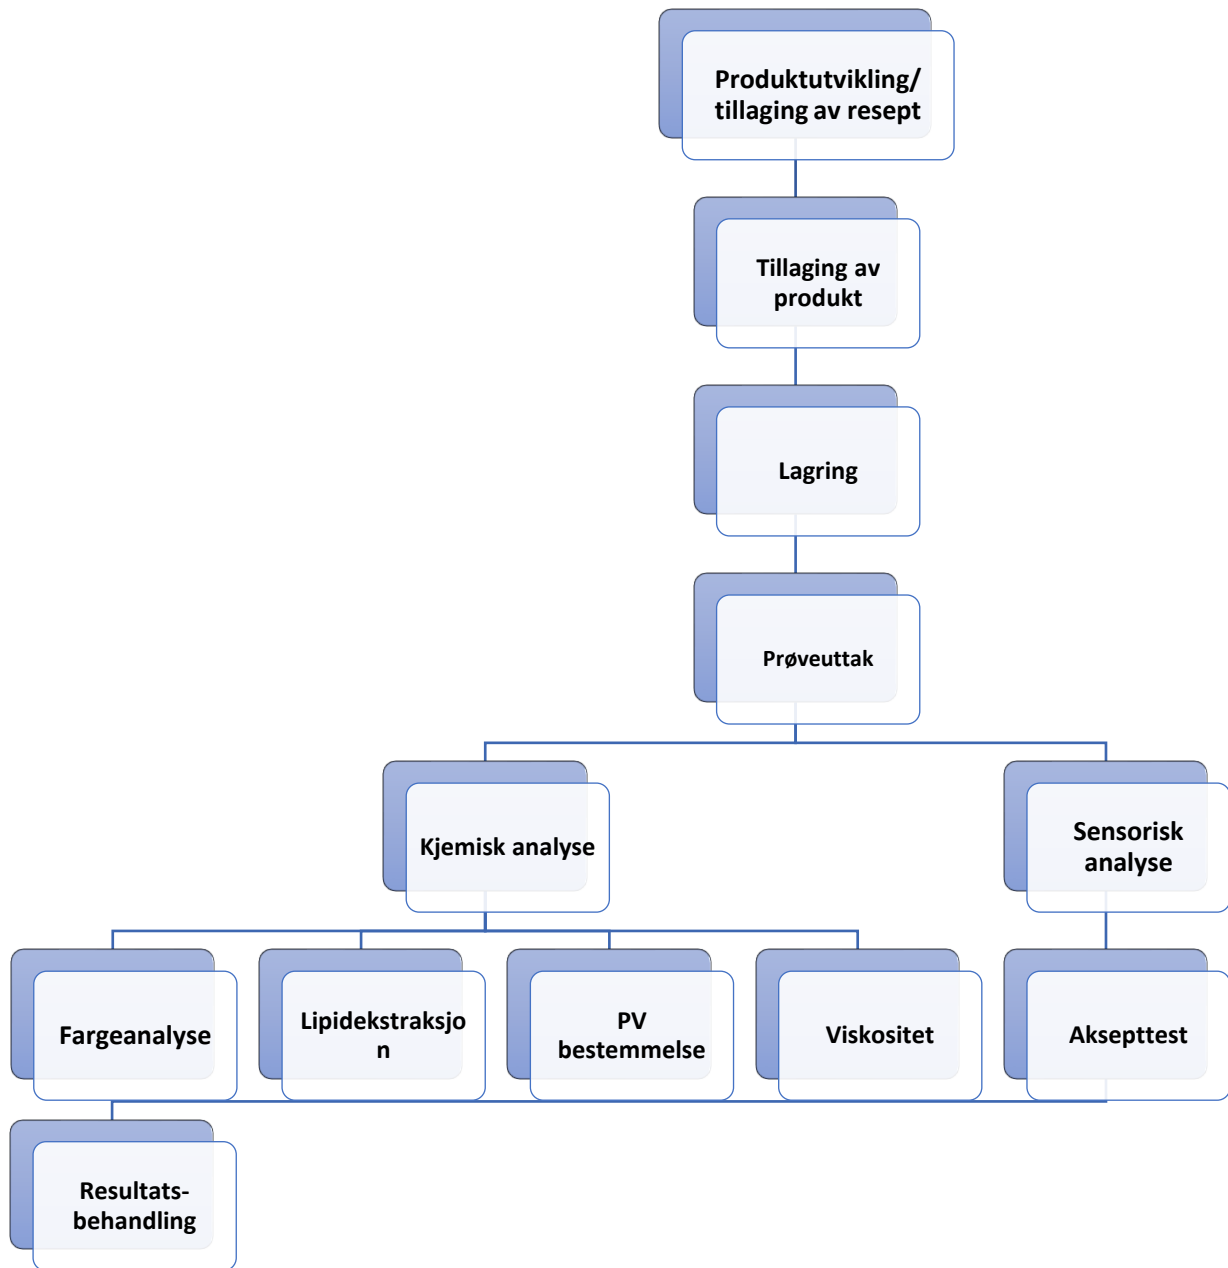 Produktutvikling/
tillaging av resept
Tillaging av
produkt
Lagring
Prøveuttak
Kjemisk analyse
Sensorisk
analyse
Fargeanalyse
Lipidekstraksjo
n
PV
bestemmelse
Viskositet
Aksepttest
Resultats-
behandling